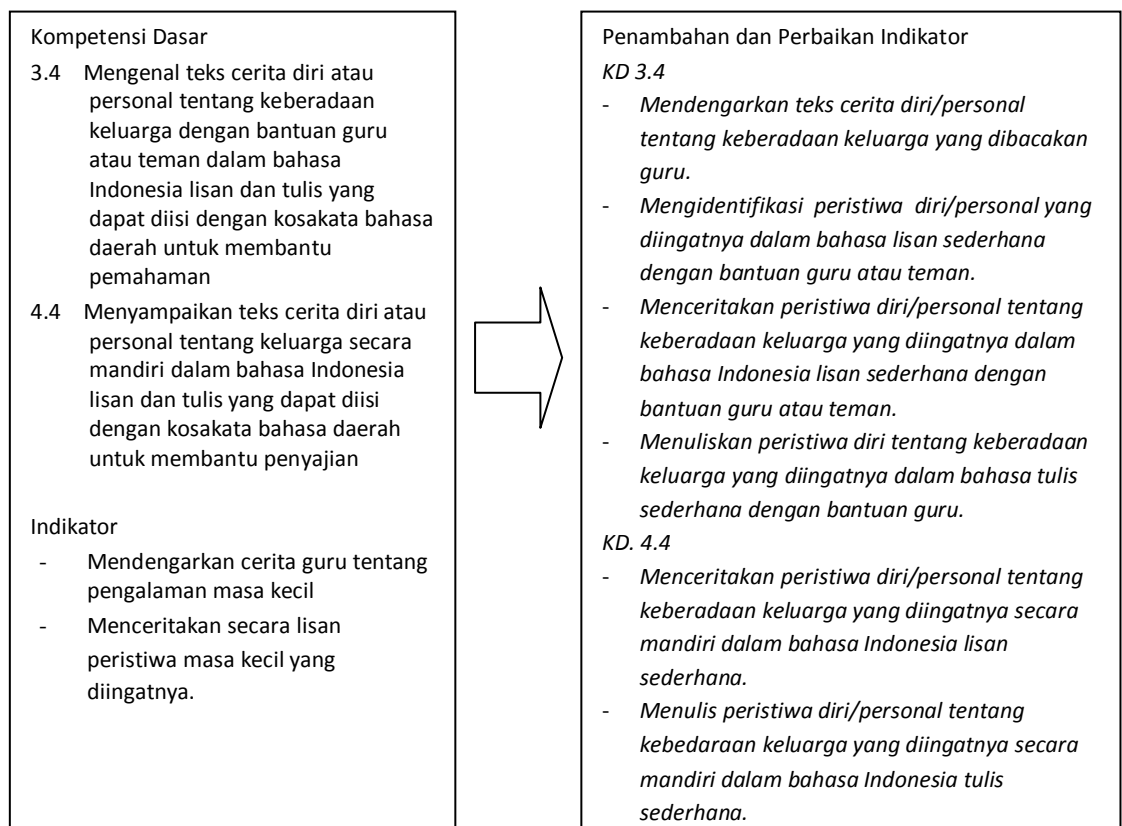 Kompetensi Dasar
3.4 Mengenal teks cerita diri atau
personal tentang keberadaan
keluarga dengan bantuan guru
atau teman dalam bahasa
Indonesia lisan dan tulis yang
dapat diisi dengan kosakata bahasa
daerah untuk membantu
pemahaman
4.4 Menyampaikan teks cerita diri atau
personal tentang keluarga secara
mandiri dalam bahasa Indonesia
lisan dan tulis yang dapat diisi
dengan kosakata bahasa daerah
untuk membantu penyajian
Indikator
- Mendengarkan cerita guru tentang
pengalaman masa kecil
- Menceritakan secara lisan
peristiwa masa kecil yang
diingatnya.
Penambahan dan Perbaikan Indikator
KD 3.4
- Mendengarkan teks cerita diri/personal
tentang keberadaan keluarga yang dibacakan
guru.
- Mengidentifikasi peristiwa diri/personal yang
diingatnya dalam bahasa lisan sederhana
dengan bantuan guru atau teman.
- Menceritakan peristiwa diri/personal tentang
keberadaan keluarga yang diingatnya dalam
bahasa Indonesia lisan sederhana dengan
bantuan guru atau teman.
- Menuliskan peristiwa diri tentang keberadaan
keluarga yang diingatnya dalam bahasa tulis
sederhana dengan bantuan guru.
KD. 4.4
- Menceritakan peristiwa diri/personal tentang
keberadaan keluarga yang diingatnya secara
mandiri dalam bahasa Indonesia lisan
sederhana.
- Menulis peristiwa diri/personal tentang
kebedaraan keluarga yang diingatnya secara
mandiri dalam bahasa Indonesia tulis
sederhana.